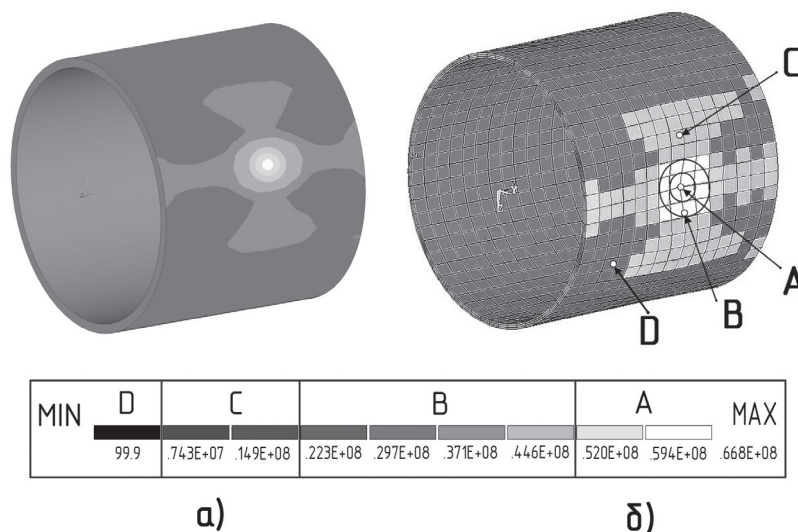 C
A
B
D
MIN D C B A MAX
99.9 .743E+07 .149E+08 .223E+08 .297E+08 .371E+08 .446E+08 .520E+08 .594E+08 .668E+08
а) б)